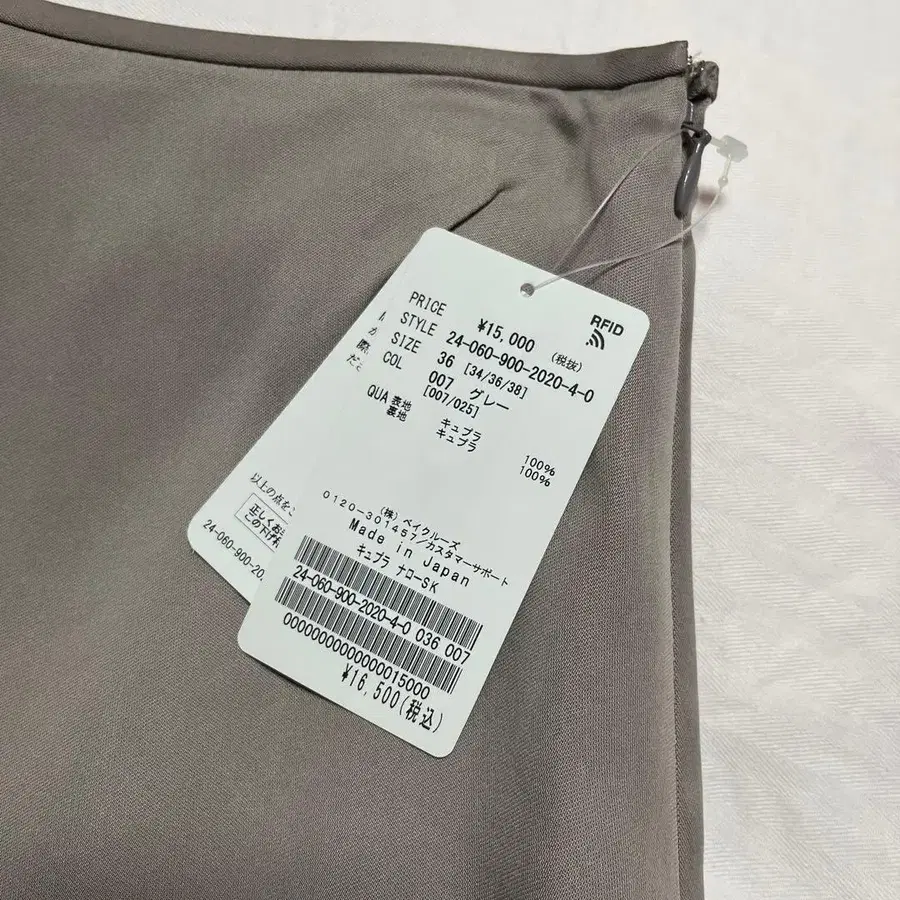 RFID
PRICE ¥15,000 (税抜)
STYLE 24-060-900-2020-4-0
SIZE 36 [34/36/38]
COL 007 グレー
[007/025]
QUA 表地 キュプラ 100%
裏地 キュプラ 100%
(株) ベイクルーズ
0120-301457/カスタマーサポート
Made in Japan
キュプラ ナローSK
24-060-900-2020-4-0 036 007
0000000000000015000
¥16,500(税込)
以上の点をご
正しくお
この下げ
24-060-900-20